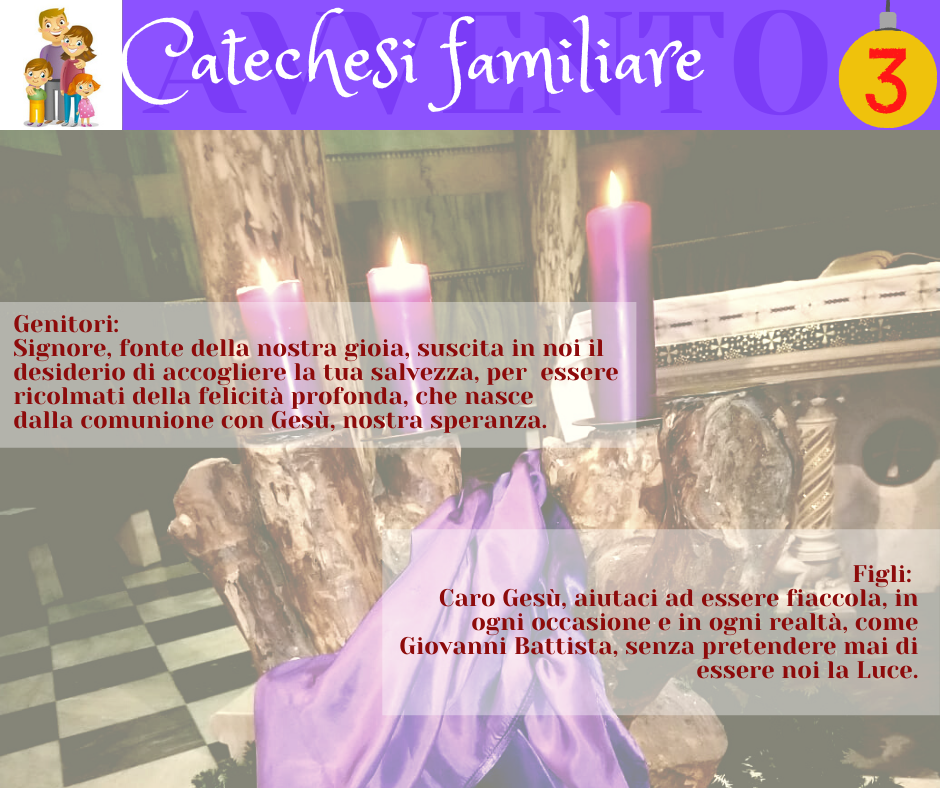 AVVENTO
Catechesi familiare
3
Genitori:
Signore, fonte della nostra gioia, suscita in noi il
desiderio di accogliere la tua salvezza, per  essere
ricolmati della felicità profonda, che nasce
dalla comunione con Gesù, nostra speranza.
Figli:
Caro Gesù, aiutaci ad essere fiaccola, in
ogni occasione e in ogni realtà, come
Giovanni Battista, senza pretendere mai di
essere noi la Luce.